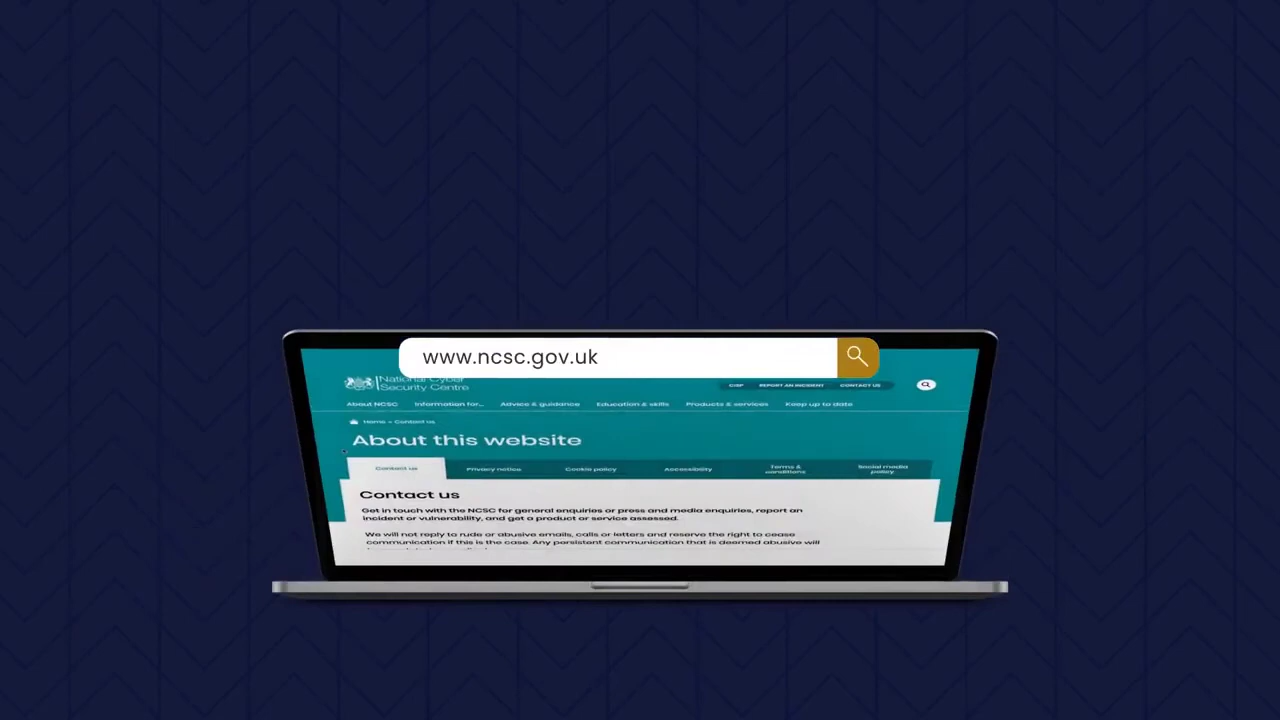 www.ncsc.gov.uk
National Cyber
Security Centre
CISP REPORT AN INCIDENT CONTACT US
About NCSC Information for... Advice & guidance Education & skills Products & services Keep up to date
Home > Contact us
About this website
Contact us Privacy notice Cookie policy Accessibility Terms & conditions Social media policy
Contact us
Get in touch with the NCSC for general enquiries or press and media enquiries, report an
incident or vulnerability, and get a product or service assessed.
We will not reply to rude or abusive emails, calls or letters and reserve the right to cease
communication if this is the case. Any persistent communication that is deemed abusive will